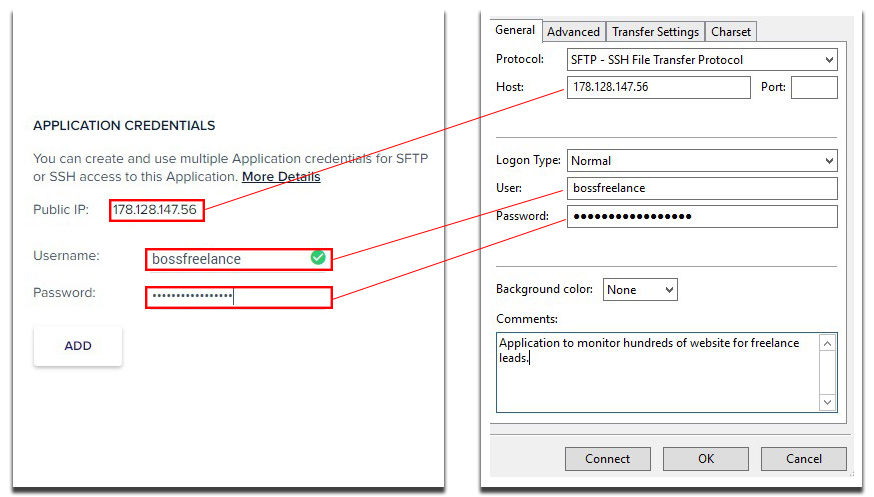 APPLICATION CREDENTIALS
You can create and use multiple Application credentials for SFTP
or SSH access to this Application. More Details
Public IP: 178.128.147.56
Username: bossfreelance
Password: •••••••••••••••••
ADD
General Advanced Transfer Settings Charset
Protocol: SFTP - SSH File Transfer Protocol
Host: 178.128.147.56 Port:
Logon Type: Normal
User: bossfreelance
Password: •••••••••••••••••
Background color: None
Comments:
Application to monitor hundreds of website for freelance
leads.
Connect OK Cancel